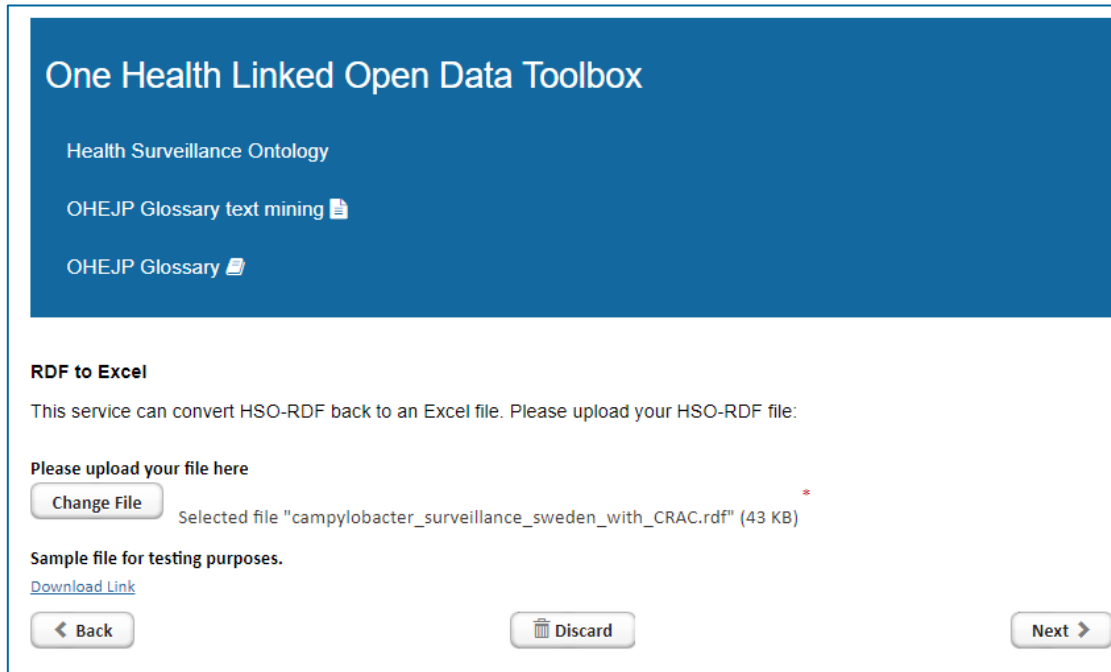 One Health Linked Open Data Toolbox
Health Surveillance Ontology
OHEJP Glossary text mining
OHEJP Glossary
RDF to Excel
This service can convert HSO-RDF back to an Excel file. Please upload your HSO-RDF file:
Please upload your file here
Change File
*
Selected file "campylobacter_surveillance_sweden_with_CRAC.rdf" (43 KB)
Sample file for testing purposes.
Download Link
Back
Discard
Next